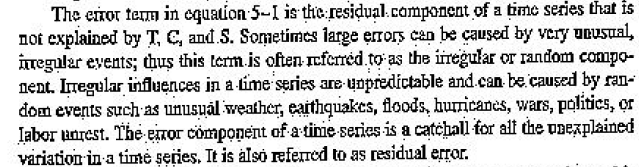 The error term in equation 5–1 is the residual component of a time series that is
not explained by T, C, and S. Sometimes large errors can be caused by very unusual,
irregular events; thus this term is often referred to as the irregular or random compo-
nent. Irregular influences in a time series are unpredictable and can be caused by ran-
dom events such as unusual weather, earthquakes, floods, hurricanes, wars, politics, or
labor unrest. The error component of a time series is a catchall for all the unexplained
variation in a time series. It is also referred to as residual error.